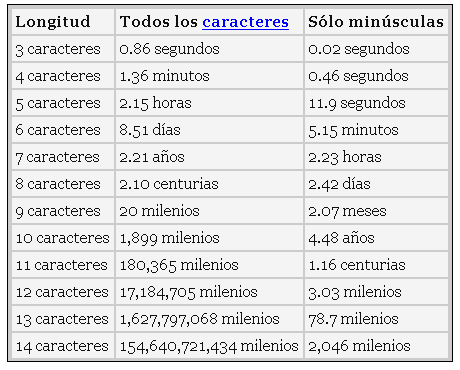 Longitud Todos los caracteres Sólo minúsculas
3 caracteres 0.86 segundos 0.02 segundos
4 caracteres 1.36 minutos 0.46 segundos
5 caracteres 2.15 horas 11.9 segundos
6 caracteres 8.51 días 5.15 minutos
7 caracteres 2.21 años 2.23 horas
8 caracteres 2.10 centurias 2.42 días
9 caracteres 20 milenios 2.07 meses
10 caracteres 1,899 milenios 4.48 años
11 caracteres 180,365 milenios 1.16 centurias
12 caracteres 17,184,705 milenios 3.03 milenios
13 caracteres 1,627,797,068 milenios 78.7 milenios
14 caracteres 154,640,721,434 milenios 2,046 milenios